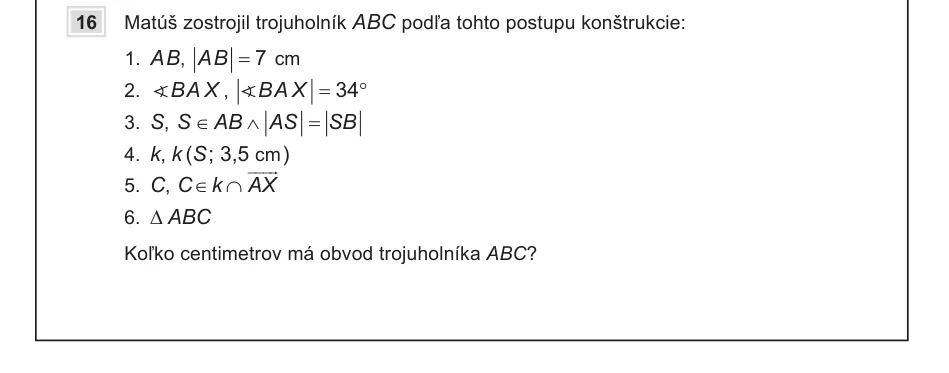 16 Matúš zostrojil trojuholník ABC podľa tohto postupu konštrukcie:
1. AB, |AB| = 7 cm
2. ∢BAX, |∢BAX| = 34°
3. S, S ∈ AB ∧ |AS| = |SB|
4. k, k(S; 3,5 cm)
5. C, C ∈ k ∩ \overrightarrow{AX}
6. Δ ABC
Koľko centimetrov má obvod trojuholníka ABC?